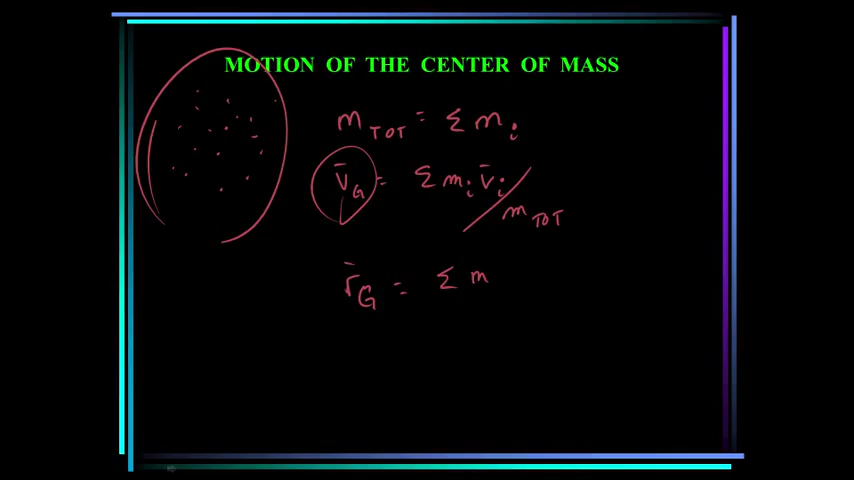 MOTION OF THE CENTER OF MASS
m_TOT = Σ m_i
v̄_G = Σ m_i v̄_i / m_TOT
r̄_G = Σ m